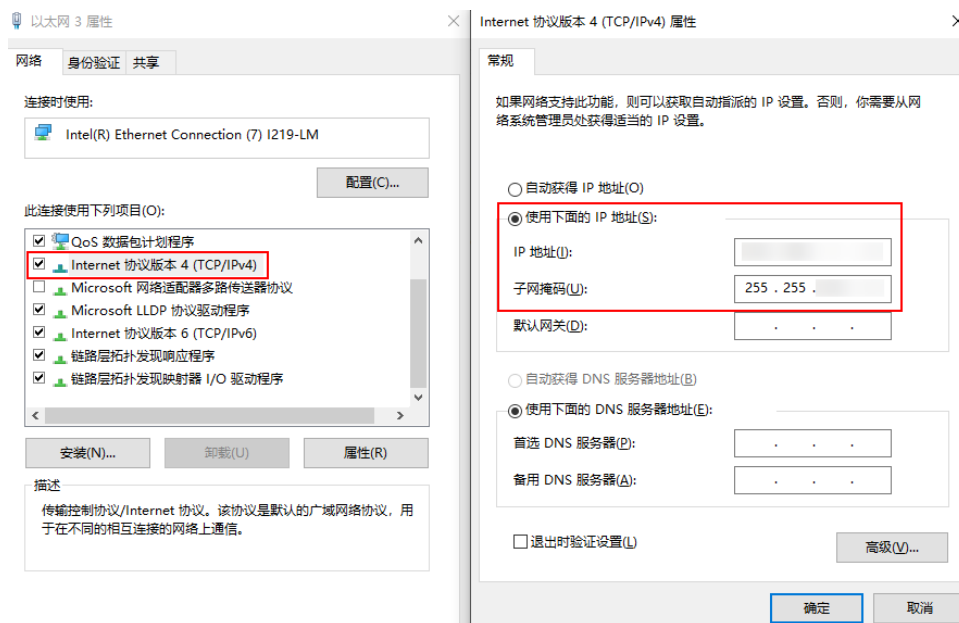 以太网 3 属性
网络
身份验证
共享
连接时使用:
Intel(R) Ethernet Connection (7) I219-LM
配置(C)...
此连接使用下列项目(O):
QoS 数据包计划程序
Internet 协议版本 4 (TCP/IPv4)
Microsoft 网络适配器多路传送器协议
Microsoft LLDP 协议驱动程序
Internet 协议版本 6 (TCP/IPv6)
链路层拓扑发现响应程序
链路层拓扑发现映射器 I/O 驱动程序
安装(N)...
卸载(U)
属性(R)
描述
传输控制协议/Internet 协议。该协议是默认的广域网络协议，用
于在不同的相互连接的网络上通信。
Internet 协议版本 4 (TCP/IPv4) 属性
常规
如果网络支持此功能，则可以获取自动指派的 IP 设置。否则，你需要从网
络系统管理员处获得适当的 IP 设置。
自动获得 IP 地址(O)
使用下面的 IP 地址(S):
IP 地址(I):
子网掩码(U):
255 . 255 .
默认网关(D):
. . .
自动获得 DNS 服务器地址(B)
使用下面的 DNS 服务器地址(E):
首选 DNS 服务器(P):
. . .
备用 DNS 服务器(A):
. . .
退出时验证设置(L)
高级(V)...
确定
取消